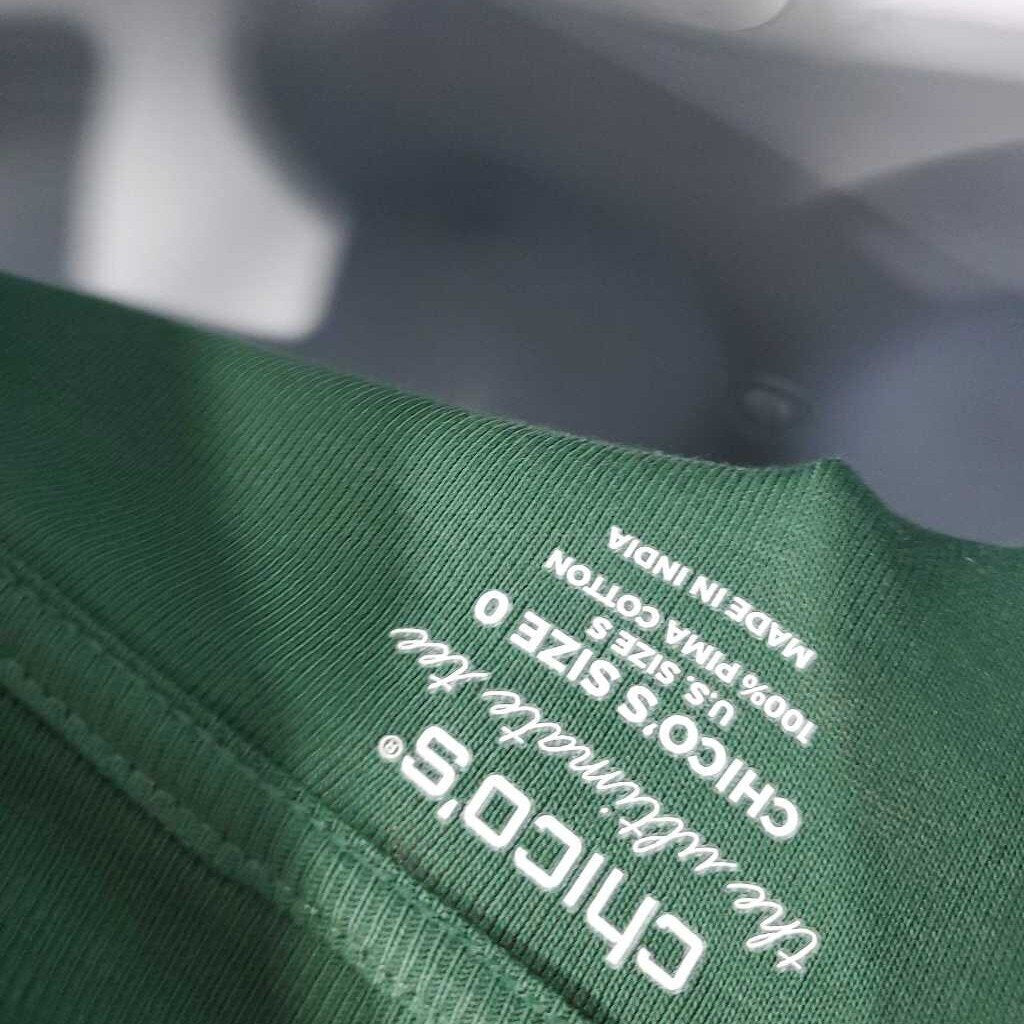 chico's®
the ultimate tee
CHICO'S SIZE 0
U.S. SIZE S
100% PIMA COTTON
MADE IN INDIA